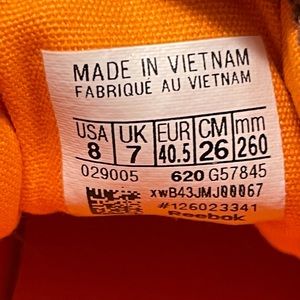 MADE IN VIETNAM
FABRIQUÉ AU VIETNAM
USA UK EUR CM mm
8 7 40.5 26 260
029005 620 G57845
xwB43JMJ00067
#126023341
Reebok